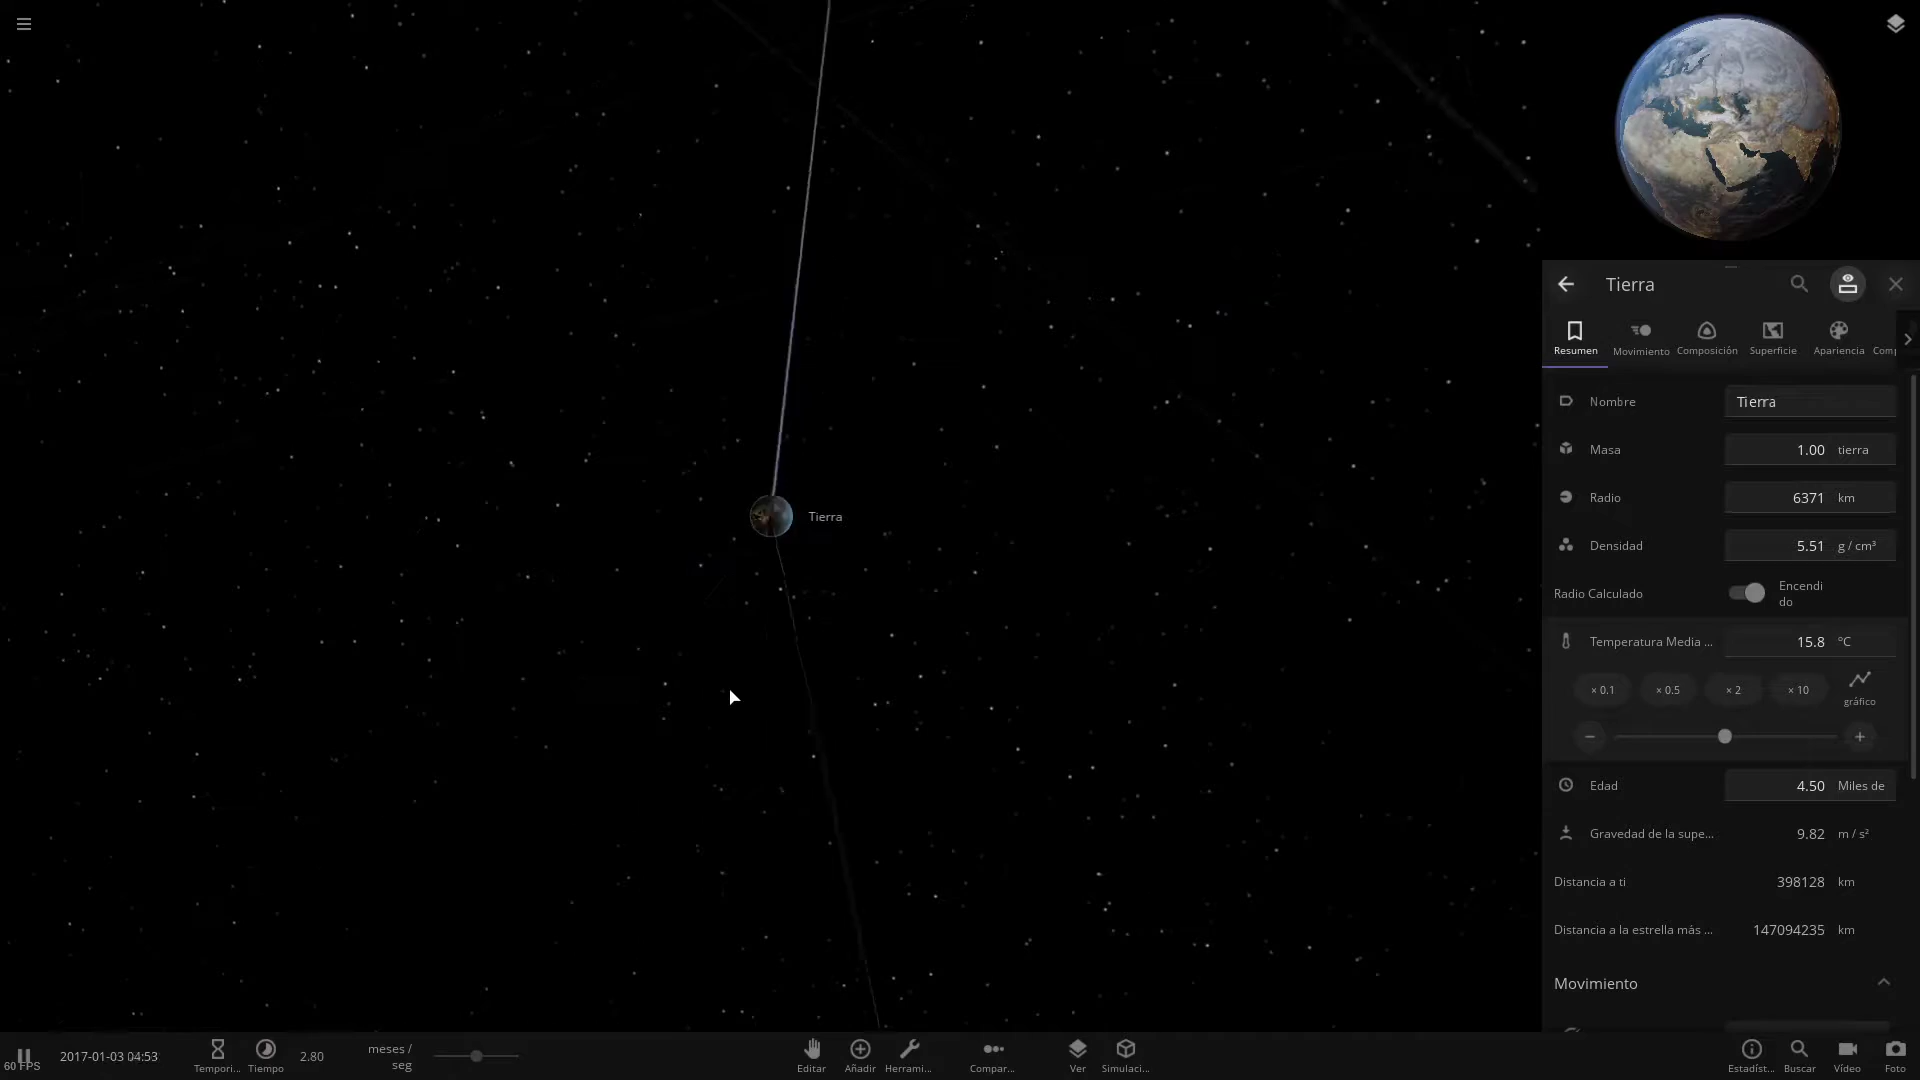 Tierra
Resumen
Movimiento
Composición
Superficie
Apariencia
Comp
Nombre
Tierra
Masa
1.00 tierra
Radio
6371 km
Densidad
5.51 g / cm³
Radio Calculado
Encendi
do
Temperatura Media ...
15.8 °C
× 0.1
× 0.5
× 2
× 10
gráfico
Edad
4.50 Miles de
Gravedad de la supe...
9.82 m / s²
Distancia a ti
398128 km
Distancia a la estrella más ...
147094235 km
Movimiento
Tierra
60 FPS
2017-01-03 04:53
Tempori...
Tiempo
2.80
meses /
seg
Editar
Añadir
Herrami...
Compar...
Ver
Simulaci...
Estadíst...
Buscar
Vídeo
Foto